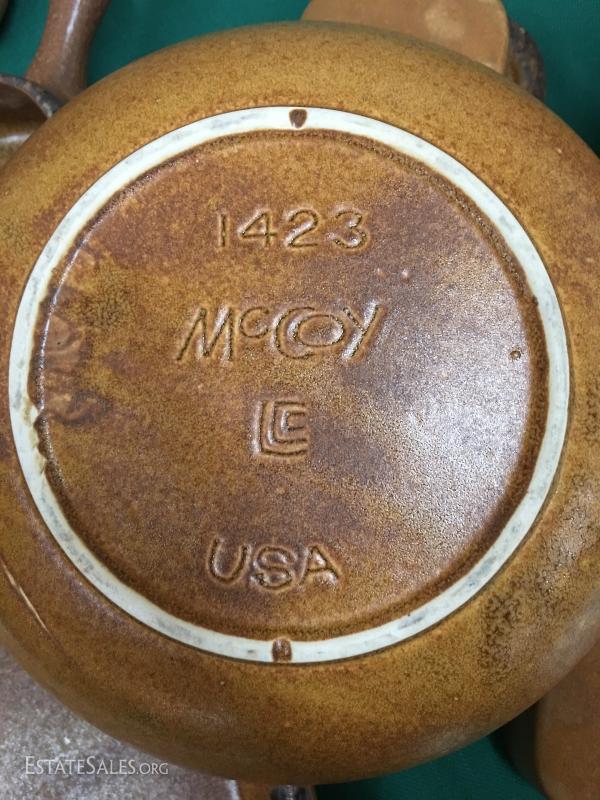 1423
McCoy
LCC
USA
EstateSales.org